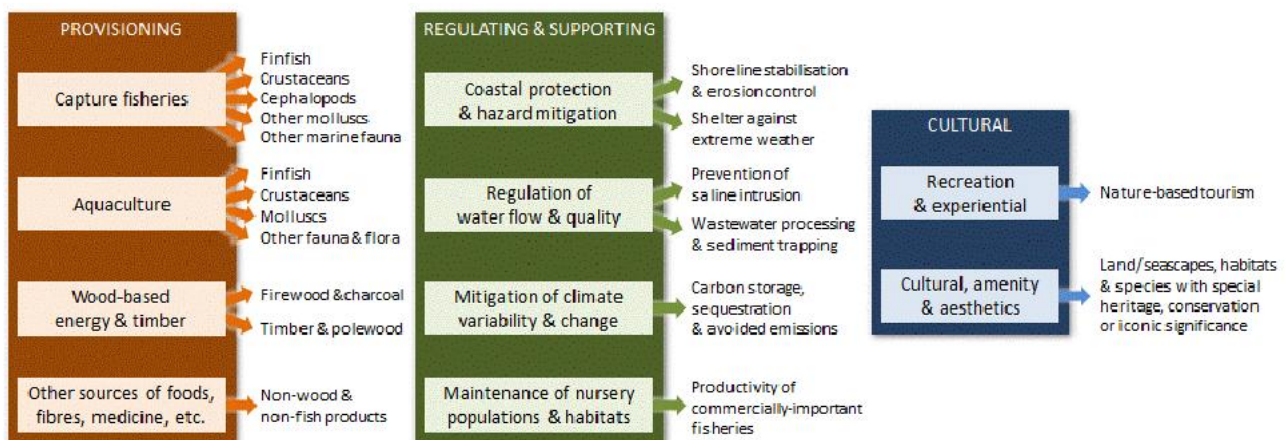 PROVISIONING
Capture fisheries
Finfish
Crustaceans
Cephalopods
Other molluscs
Other marine fauna
Aquaculture
Finfish
Crustaceans
Molluscs
Other fauna & flora
Wood-based
energy & timber
Firewood & charcoal
Timber & polewood
Other sources of foods,
fibres, medicine, etc.
Non-wood &
non-fish products
REGULATING & SUPPORTING
Coastal protection
& hazard mitigation
Shoreline stabilisation
& erosion control
Shelter against
extreme weather
Regulation of
water flow & quality
Prevention of
saline intrusion
Wastewater processing
& sediment trapping
Mitigation of climate
variability & change
Carbon storage,
sequestration
& avoided emissions
Maintenance of nursery
populations & habitats
Productivity of
commercially-important
fisheries
CULTURAL
Recreation
& experiential
Nature-based tourism
Cultural, amenity
& aesthetics
Land/seascapes, habitats
& species with special
heritage, conservation
or iconic significance